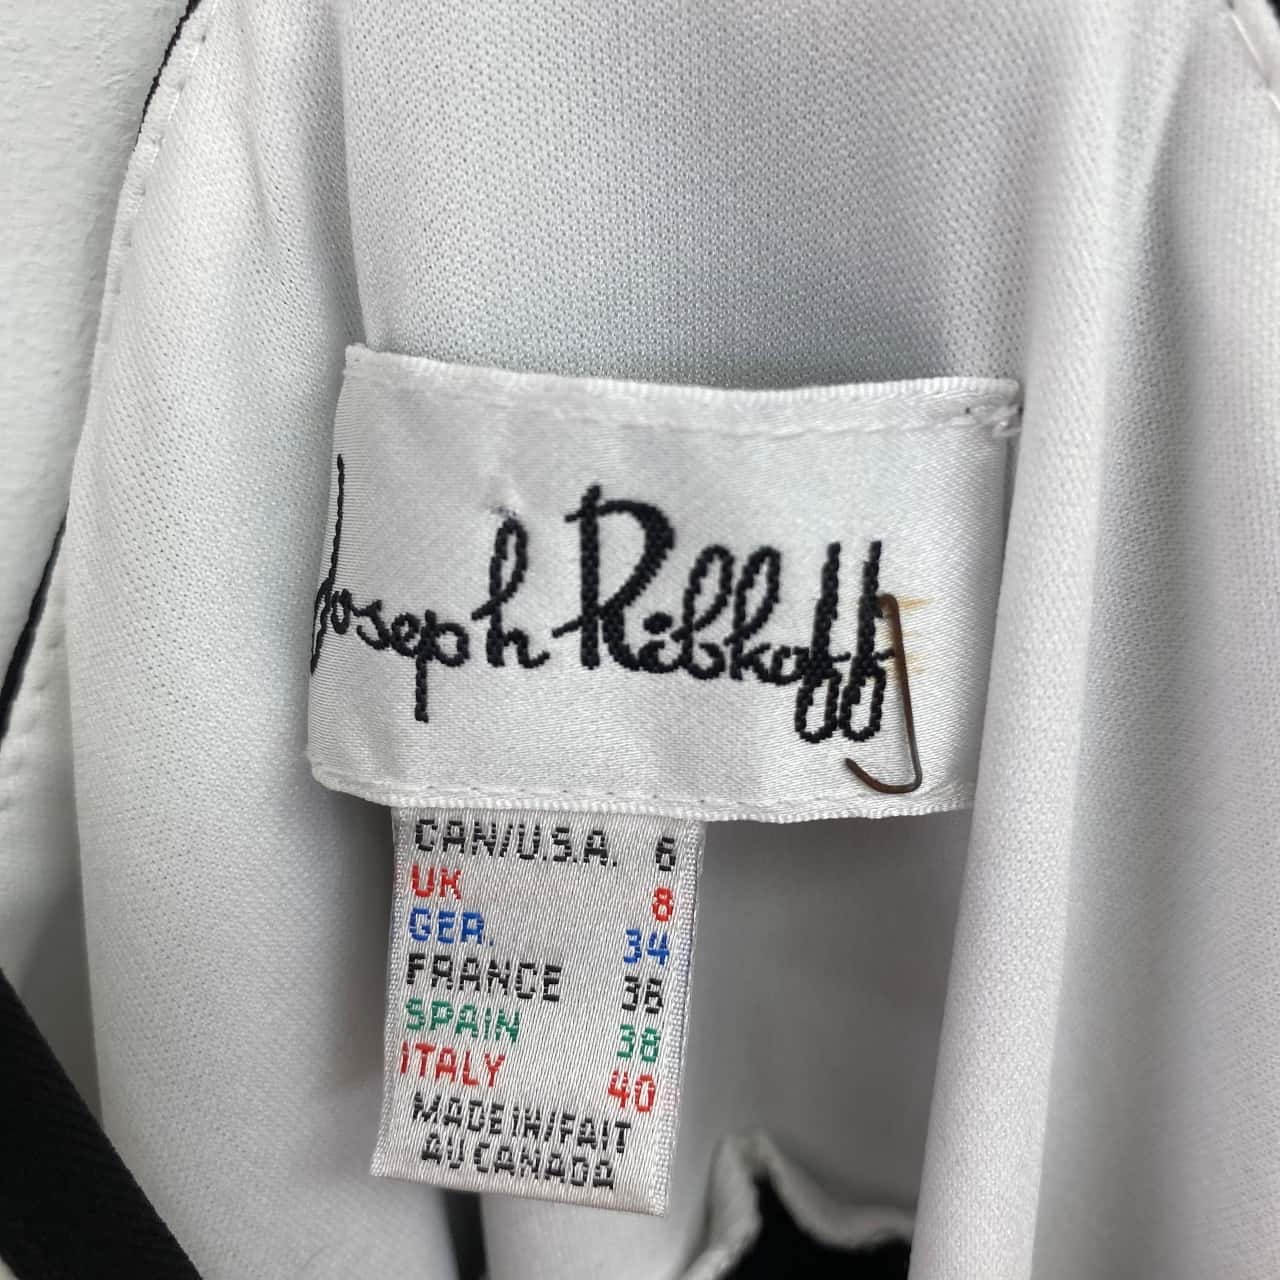 Joseph Ribkoff
CAN/U.S.A. 6
UK 8
GER. 34
FRANCE 36
SPAIN 38
ITALY 40
MADE IN/FAIT
AU CANADA